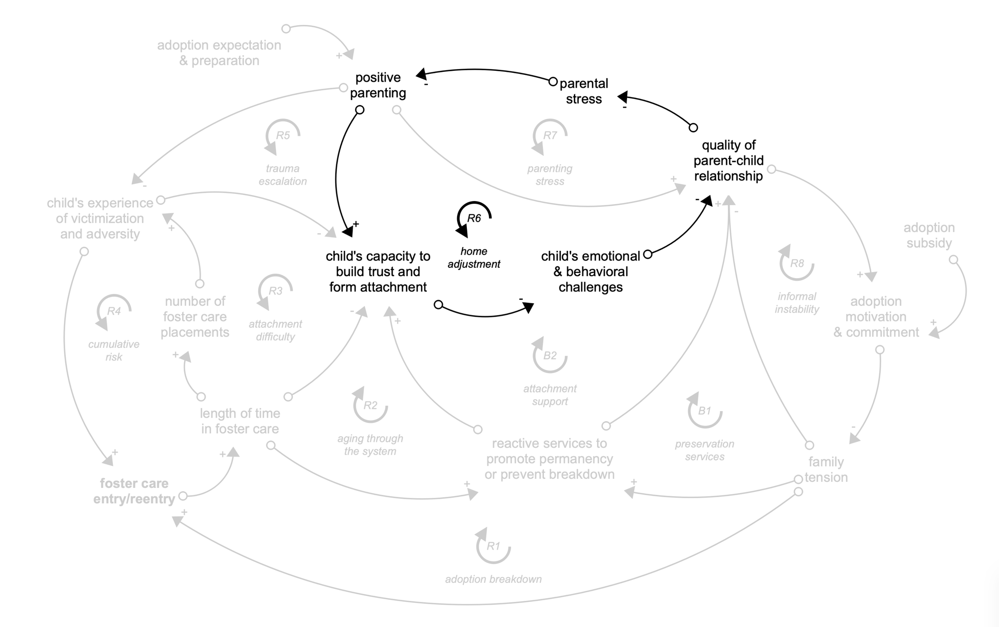 adoption expectation
& preparation
+
positive
parenting
-
parental
stress
-
R5
trauma
escalation
R7
parenting
stress
quality of
parent-child
relationship
+
-
+
-
-
child's experience
of victimization
and adversity
+
-
+
R6
home
adjustment
adoption
subsidy
child's capacity to
build trust and
form attachment
child's emotional
& behavioral
challenges
-
R8
informal
instability
+
adoption
motivation
& commitment
+
R4
cumulative
risk
number of
foster care
placements
+
R3
attachment
difficulty
-
+
B2
attachment
support
length of time
in foster care
R2
aging through
the system
B1
preservation
services
-
reactive services to
promote permanency
or prevent breakdown
+
+
family
tension
+
+
foster care
entry/reentry
+
R1
adoption breakdown